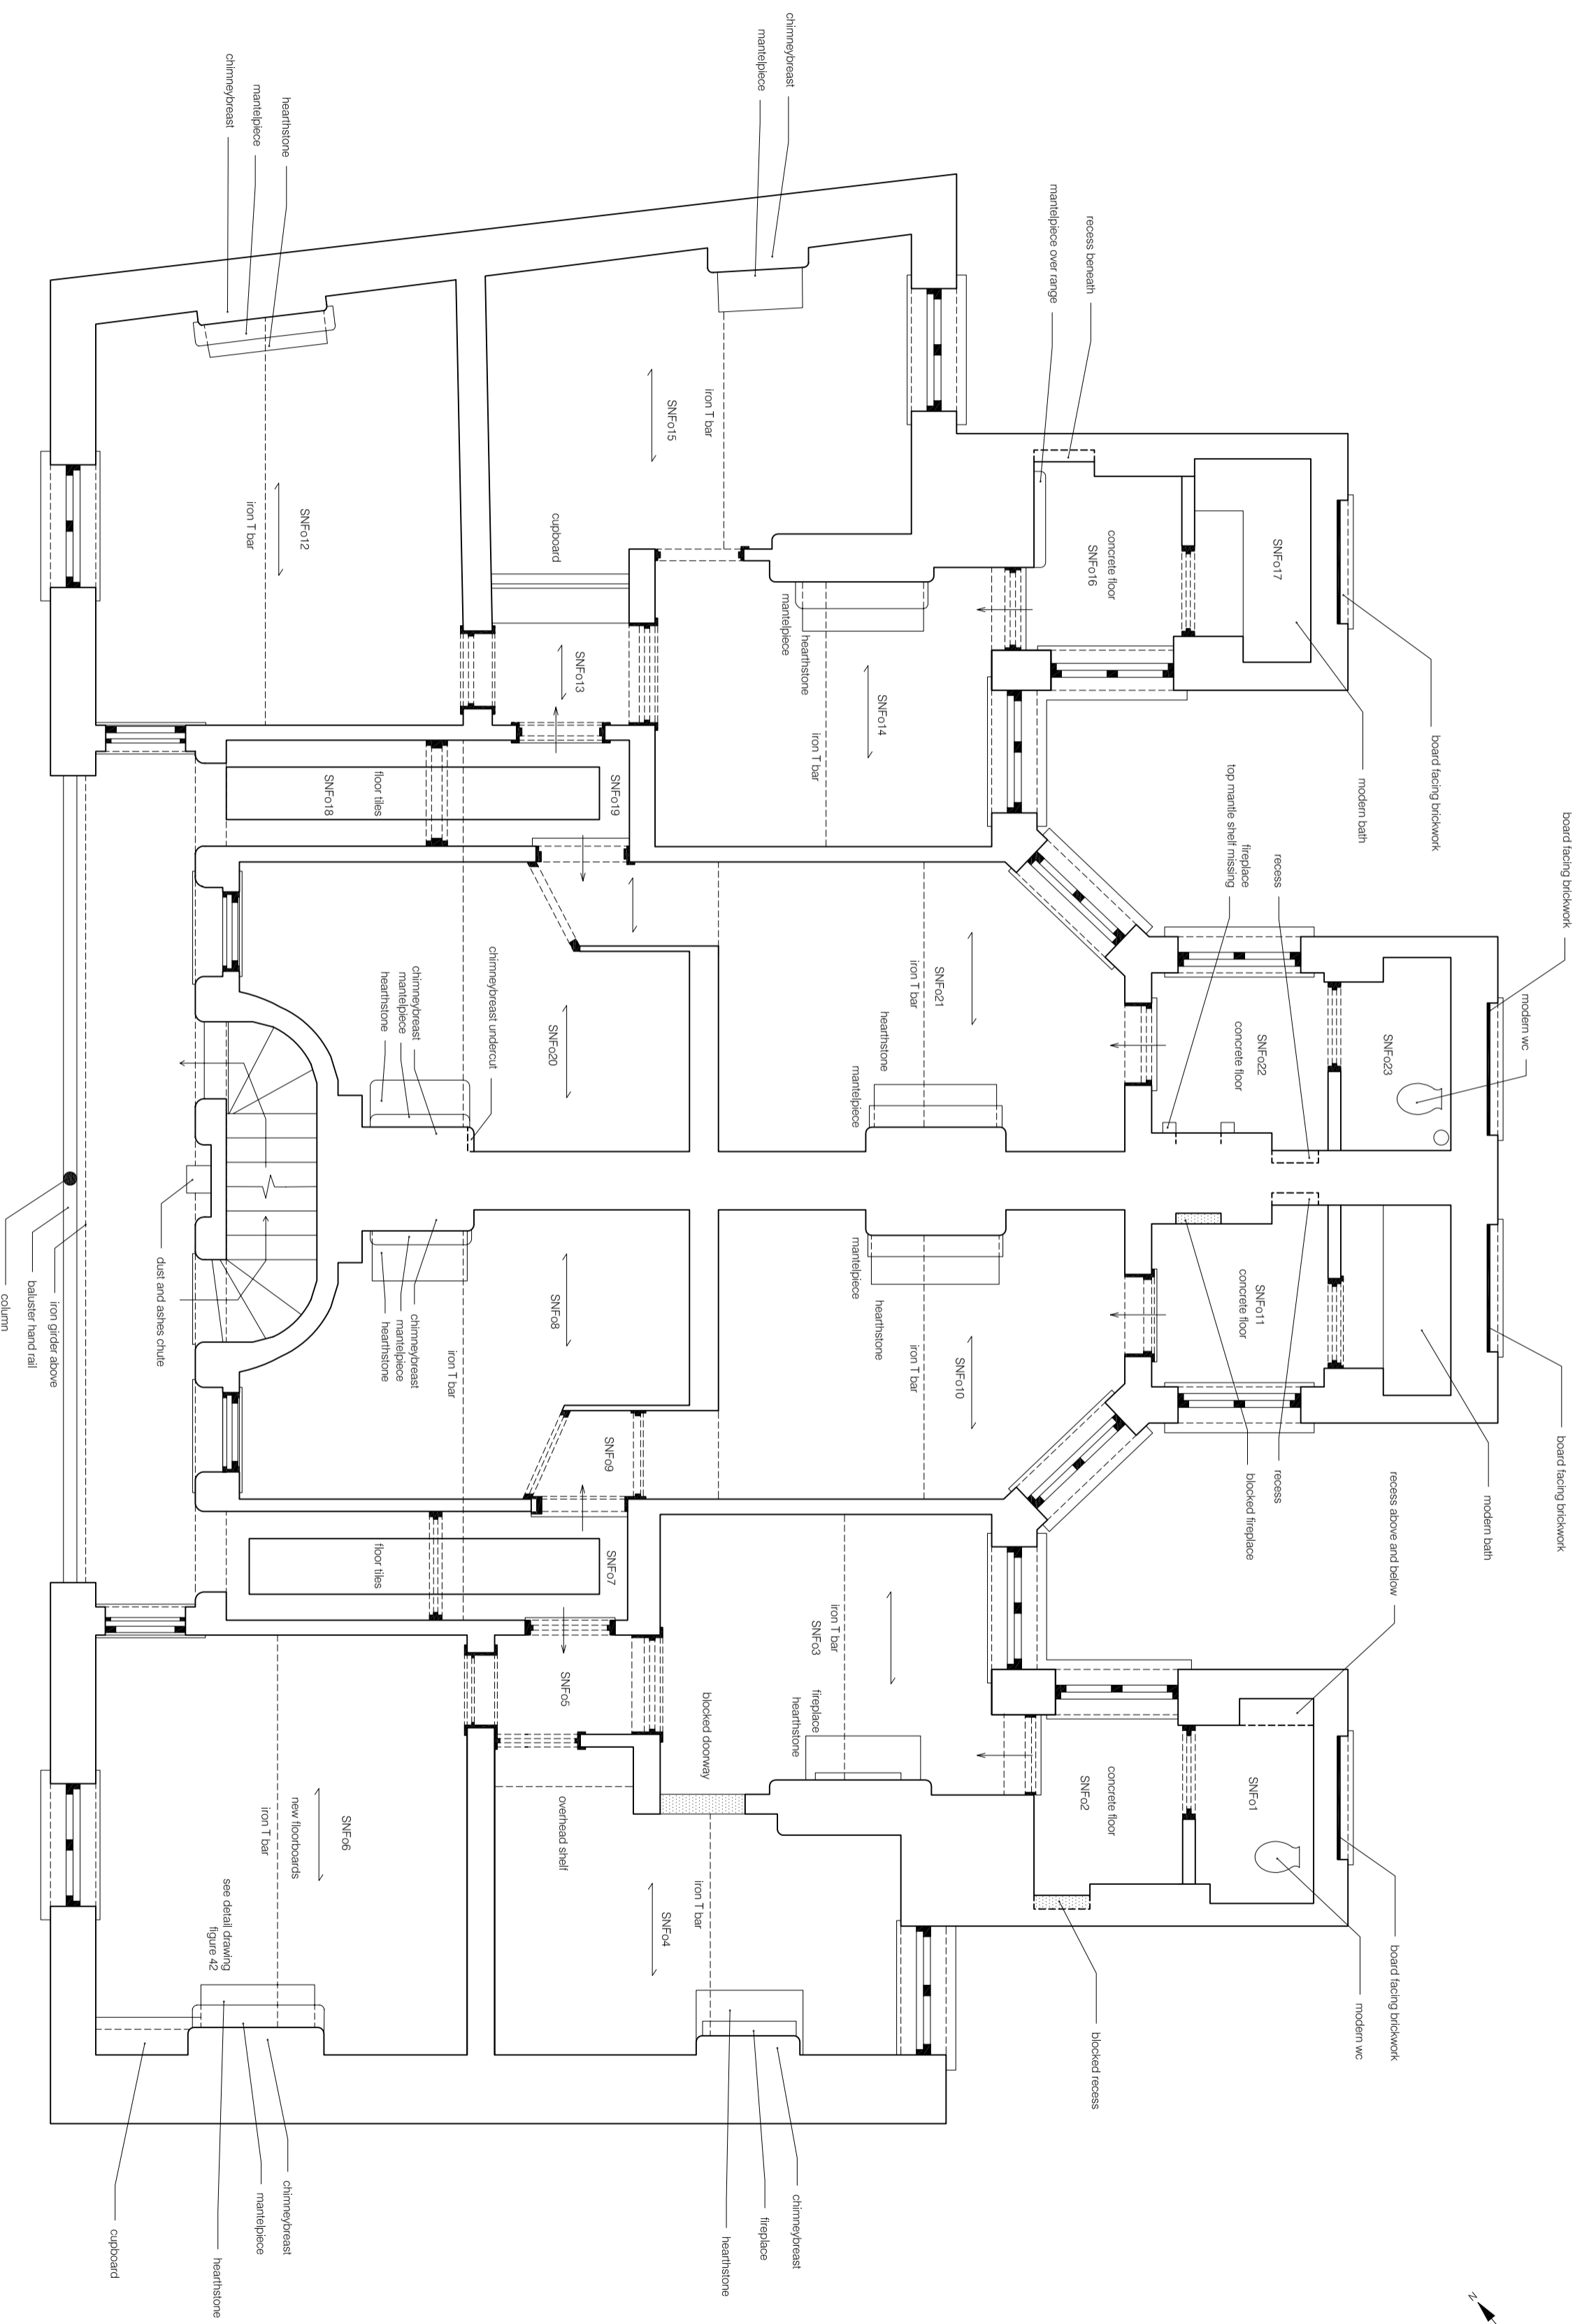 chimneybreast
mantelpiece
chimneybreast
mantelpiece
hearthstone
recess beneath
mantelpiece over range
board facing brickwork
modern bath
top mantle shelf missing
fireplace
recess
board facing brickwork
modern wc
board facing brickwork
modern bath
recess
blocked fireplace
recess above and below
board facing brickwork
modern wc
blocked recess
SNFo17
concrete floor
SNFo16
iron T bar
SNFo15
cupboard
SNFo12
iron T bar
SNFo13
mantelpiece
hearthstone
SNFo14
iron T bar
SNFo19
floor tiles
SNFo18
SNFo23
SNFo22
concrete floor
SNFo21
iron T bar
hearthstone
mantelpiece
SNFo20
chimneybreast undercut
chimneybreast
mantelpiece
hearthstone
SNFo11
concrete floor
mantelpiece
hearthstone
SNFo10
iron T bar
SNFo8
chimneybreast
mantelpiece
hearthstone
iron T bar
SNFo9
SNFo7
floor tiles
dust and ashes chute
iron girder above
baluster hand rail
column
SNFo1
concrete floor
SNFo2
iron T bar
SNFo3
fireplace
hearthstone
blocked doorway
SNFo5
overhead shelf
iron T bar
SNFo4
SNFo6
new floorboards
iron T bar
see detail drawing
figure 42
chimneybreast
fireplace
hearthstone
chimneybreast
mantelpiece
hearthstone
cupboard
N